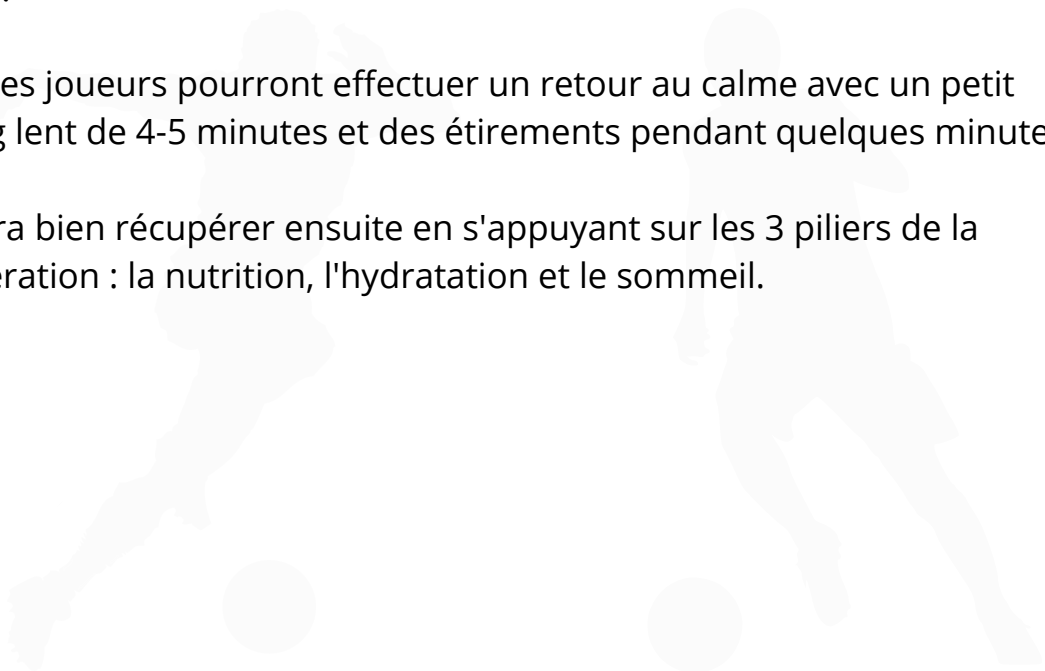 es joueurs pourront effectuer un retour au calme avec un petit
lent de 4-5 minutes et des étirements pendant quelques minute
ra bien récupérer ensuite en s'appuyant sur les 3 piliers de la
ration : la nutrition, l'hydratation et le sommeil.